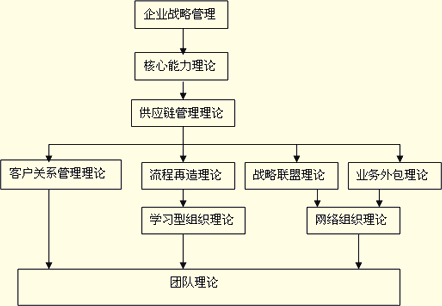 企业战略管理
核心能力理论
供应链管理理论
客户关系管理理论
流程再造理论
战略联盟理论
业务外包理论
学习型组织理论
网络组织理论
团队理论